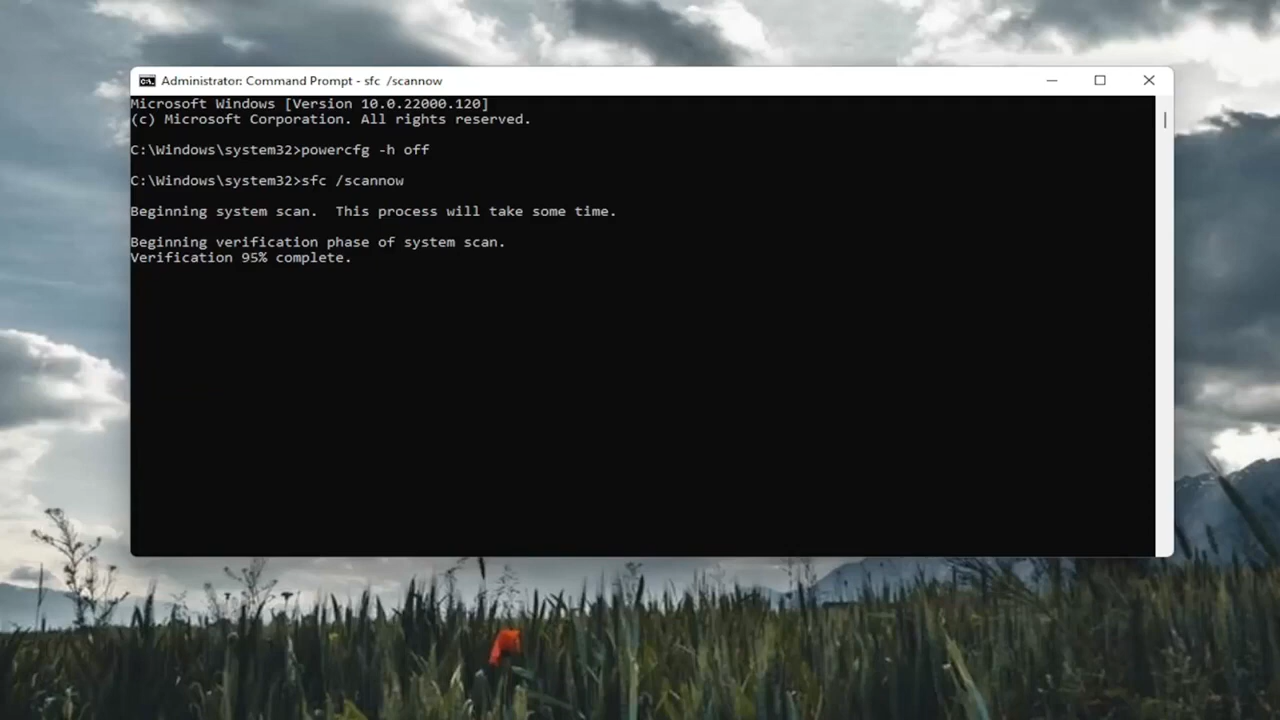 Administrator: Command Prompt - sfc  /scannow
Microsoft Windows [Version 10.0.22000.120]
(c) Microsoft Corporation. All rights reserved.
C:\Windows\system32>powercfg -h off
C:\Windows\system32>sfc /scannow
Beginning system scan.  This process will take some time.
Beginning verification phase of system scan.
Verification 95% complete.